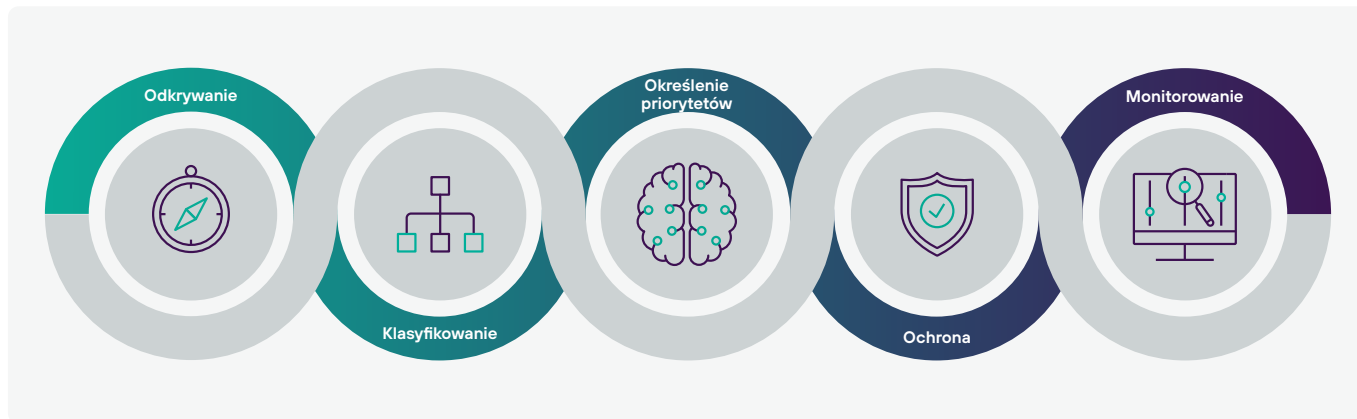 Odkrywanie
Klasyfikowanie
Określenie
priorytetów
Ochrona
Monitorowanie